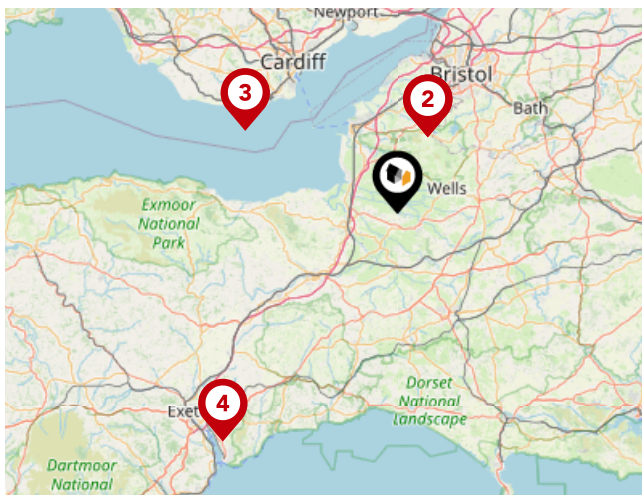 Newport
Cardiff
Bristol
3
2
Bath
Wells
Exmoor
National
Park
Dorset
National
Landscape
4
Exet
Dartmoor
National